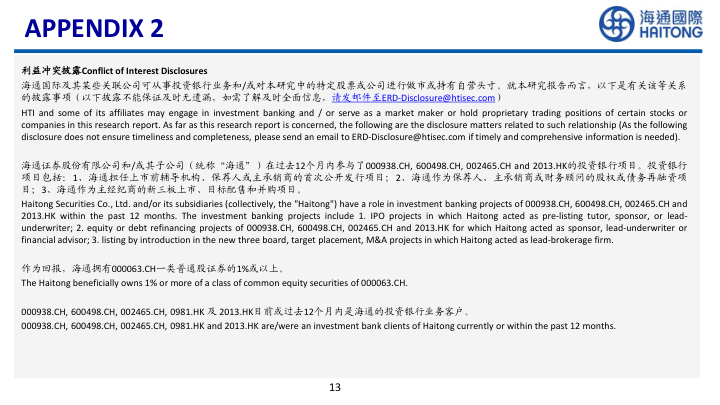 APPENDIX 2
海通國際
HAITONG
利益冲突披露Conflict of Interest Disclosures
海通国际及其某些关联公司可从事投资银行业务和/或对本研究中的特定股票或公司进行做市或持有自营头寸。就本研究报告而言，以下是有关该等关系
的披露事项（以下披露不能保证及时无遗漏，如需了解及时全面信息，请发邮件至ERD-Disclosure@htisec.com）
HTI and some of its affiliates may engage in investment banking and / or serve as a market maker or hold proprietary trading positions of certain stocks or
companies in this research report. As far as this research report is concerned, the following are the disclosure matters related to such relationship (As the following
disclosure does not ensure timeliness and completeness, please send an email to ERD-Disclosure@htisec.com if timely and comprehensive information is needed).
海通证券股份有限公司和/或其子公司（统称“海通”）在过去12个月内参与了000938.CH, 600498.CH, 002465.CH and 2013.HK的投资银行项目。投资银行
项目包括：1、海通担任上市前辅导机构、保荐人或主承销商的首次公开发行项目；2、海通作为保荐人、主承销商或财务顾问的股权或债务再融资项
目；3、海通作为主经纪商的新三板上市、目标配售和并购项目。
Haitong Securities Co., Ltd. and/or its subsidiaries (collectively, the "Haitong") have a role in investment banking projects of 000938.CH, 600498.CH, 002465.CH and
2013.HK within the past 12 months. The investment banking projects include 1. IPO projects in which Haitong acted as pre-listing tutor, sponsor, or lead-
underwriter; 2. equity or debt refinancing projects of 000938.CH, 600498.CH, 002465.CH and 2013.HK for which Haitong acted as sponsor, lead-underwriter or
financial advisor; 3. listing by introduction in the new three board, target placement, M&A projects in which Haitong acted as lead-brokerage firm.
作为回报，海通拥有000063.CH一类普通股证券的1%或以上。
The Haitong beneficially owns 1% or more of a class of common equity securities of 000063.CH.
000938.CH, 600498.CH, 002465.CH, 0981.HK 及 2013.HK目前或过去12个月内是海通的投资银行业务客户。
000938.CH, 600498.CH, 002465.CH, 0981.HK and 2013.HK are/were an investment bank clients of Haitong currently or within the past 12 months.
13